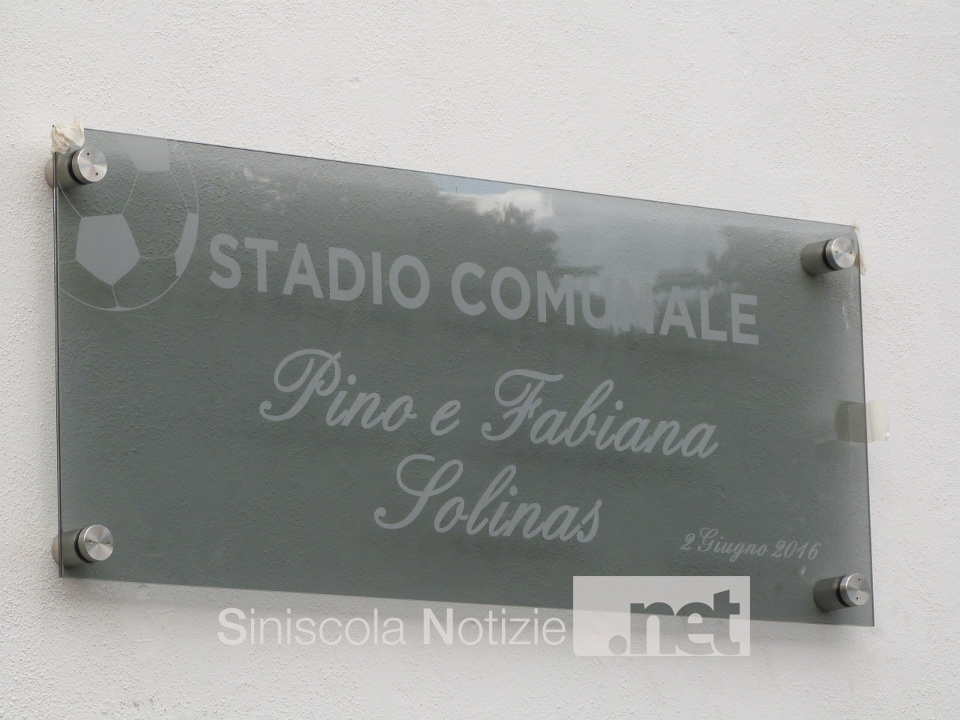 STADIO COMUNALE
Pino e Fabiana
Solinas
2 Giugno 2016
Siniscola Notizie .net